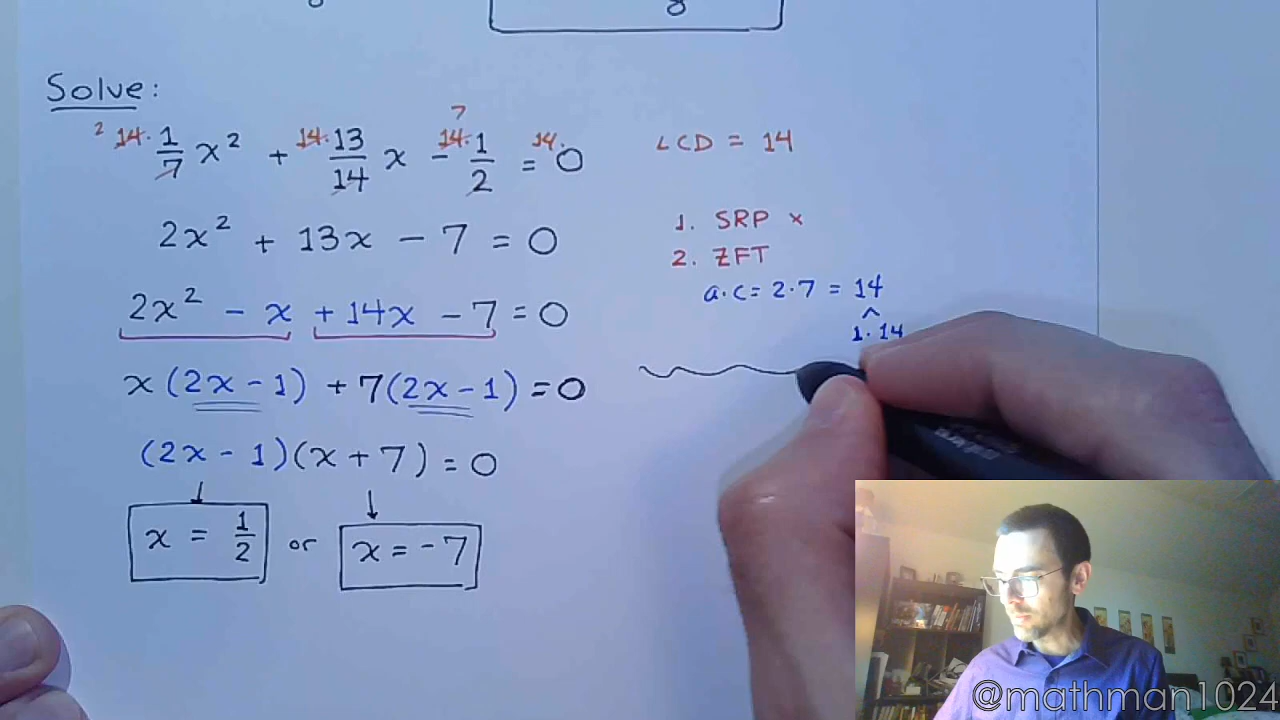 Solve:
2 14· 1/7 x² + 14· 13/14 x - 7 14· 1/2 = 14· 0
LCD = 14
2x² + 13x - 7 = 0
1. SRP ×
2. ZFT
a·c = 2·7 = 14
1·14
2x² - x + 14x - 7 = 0
x(2x - 1) + 7(2x - 1) = 0
(2x - 1)(x + 7) = 0
x = 1/2 or x = -7
@mathman1024